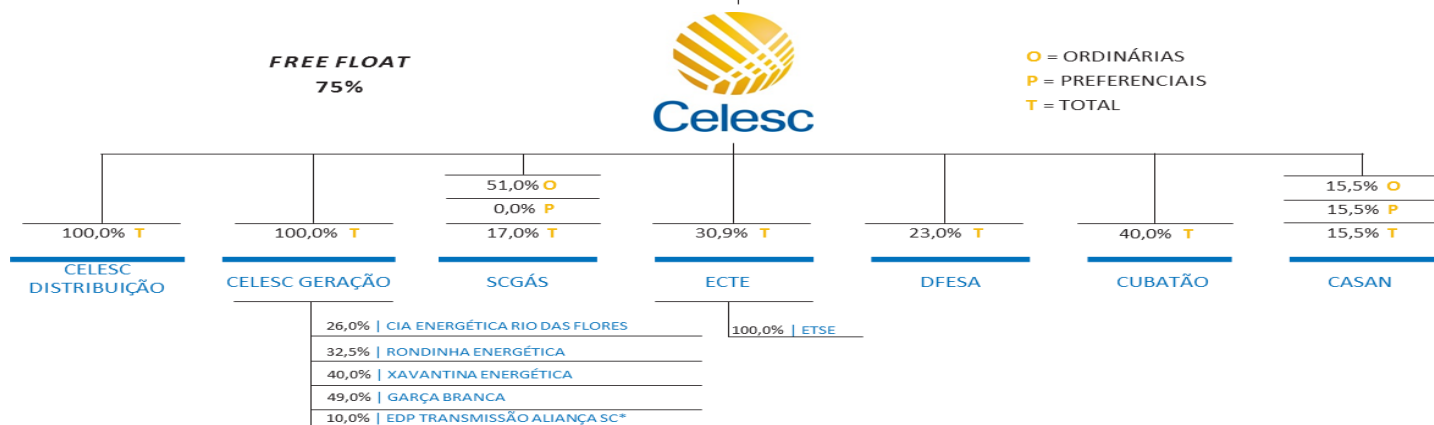 FREE FLOAT
75%
Celesc
O = ORDINÁRIAS
P = PREFERENCIAIS
T = TOTAL
100,0% T
CELESC
DISTRIBUIÇÃO
100,0% T
CELESC GERAÇÃO
26,0% | CIA ENERGÉTICA RIO DAS FLORES
32,5% | RONDINHA ENERGÉTICA
40,0% | XAVANTINA ENERGÉTICA
49,0% | GARÇA BRANCA
10,0% | EDP TRANSMISSÃO ALIANÇA SC*
51,0% O
0,0% P
17,0% T
SCGÁS
30,9% T
ECTE
100,0% | ETSE
23,0% T
DFESA
40,0% T
CUBATÃO
15,5% O
15,5% P
15,5% T
CASAN